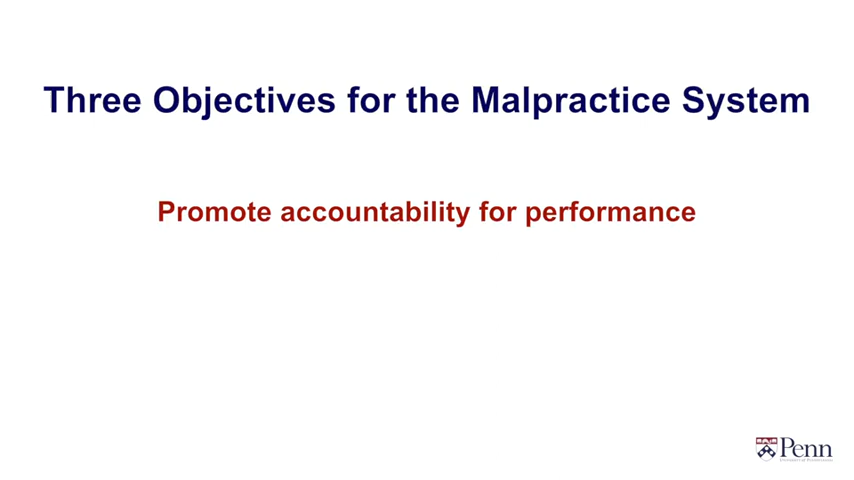 Three Objectives for the Malpractice System
Promote accountability for performance
Penn